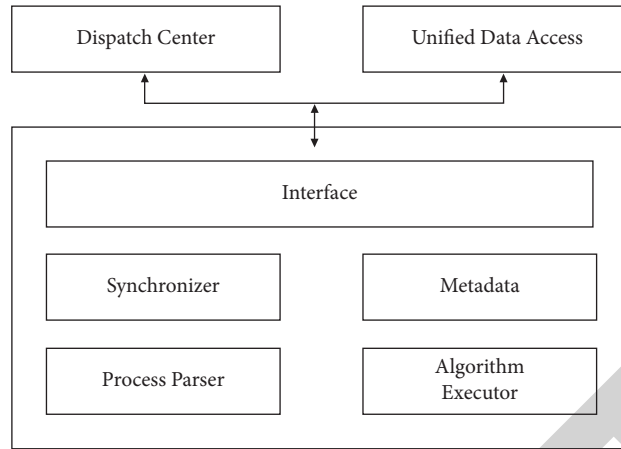 Dispatch Center
Unified Data Access
Interface
Synchronizer
Metadata
Process Parser
Algorithm
Executor